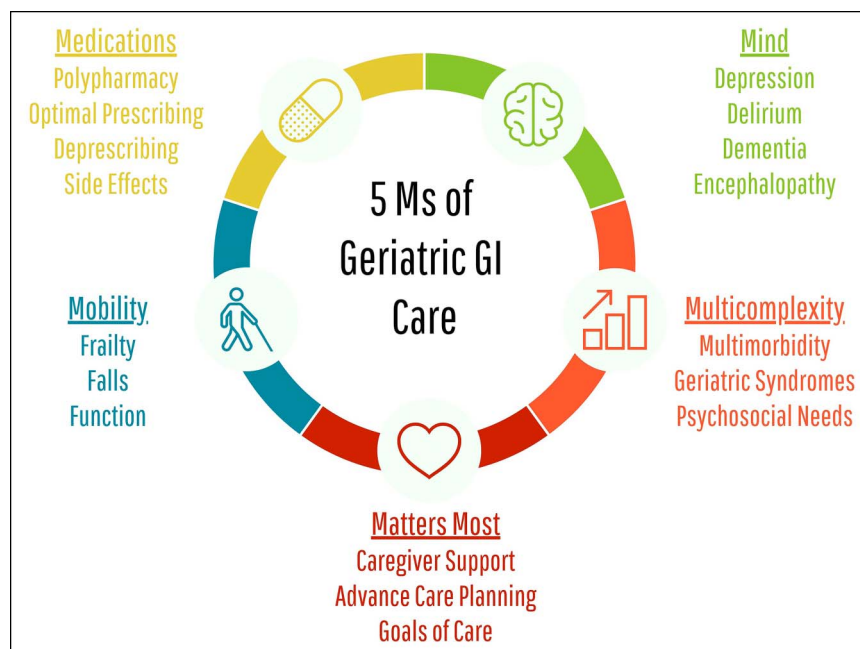 Medications
Polypharmacy
Optimal Prescribing
Deprescribing
Side Effects
Mind
Depression
Delirium
Dementia
Encephalopathy
5 Ms of
Geriatric GI
Care
Mobility
Frailty
Falls
Function
Multicomplexity
Multimorbidity
Geriatric Syndromes
Psychosocial Needs
Matters Most
Caregiver Support
Advance Care Planning
Goals of Care